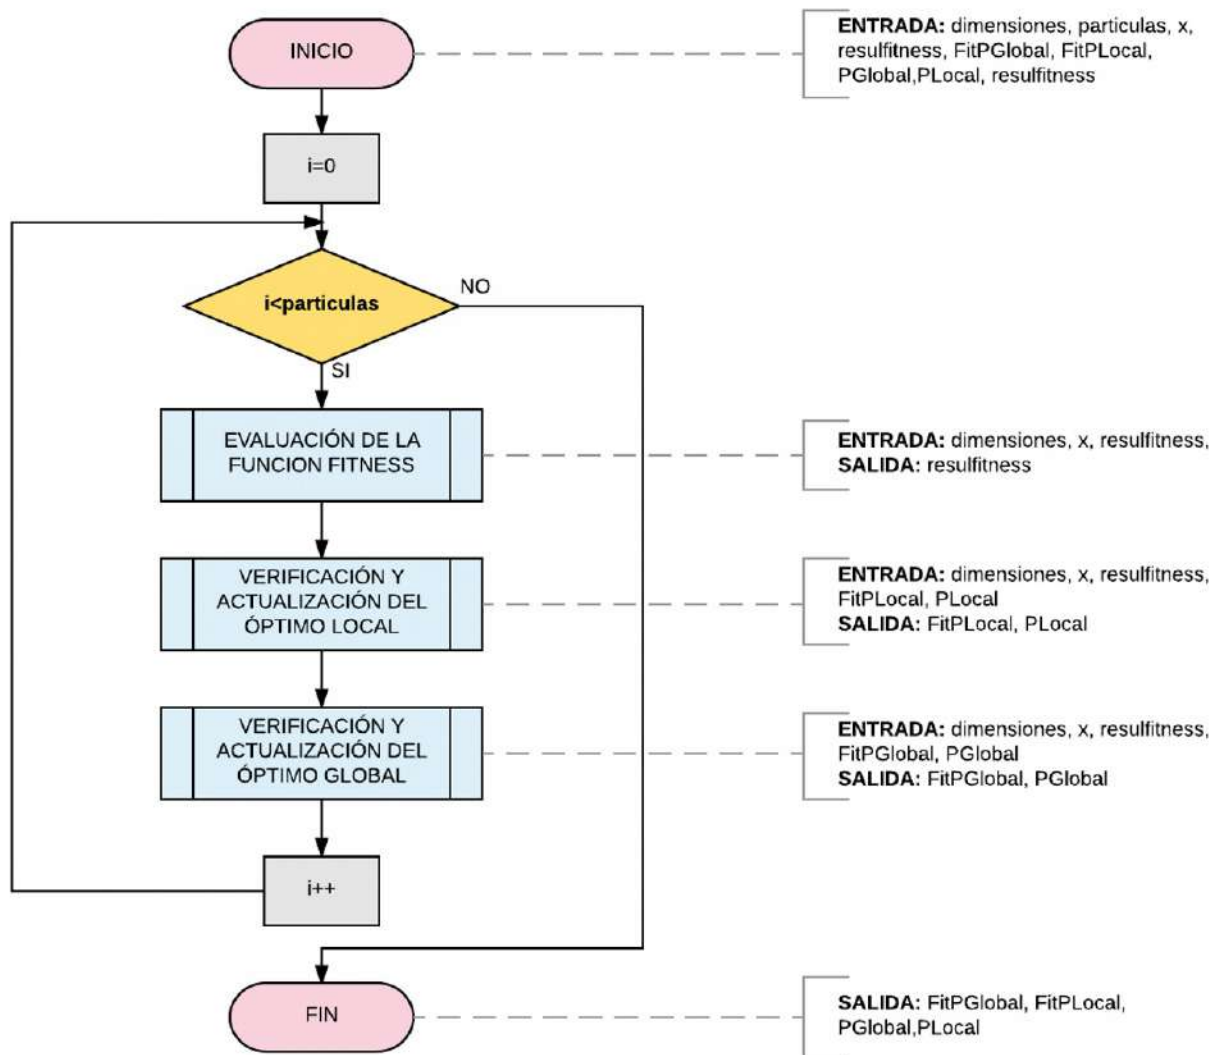 INICIO
ENTRADA: dimensiones, particulas, x,
resulfitness, FitPGlobal, FitPLocal,
PGlobal,PLocal, resulfitness
i=0
i<particulas
NO
SI
EVALUACIÓN DE LA
FUNCION FITNESS
ENTRADA: dimensiones, x, resulfitness,
SALIDA: resulfitness
VERIFICACIÓN Y
ACTUALIZACIÓN DEL
ÓPTIMO LOCAL
ENTRADA: dimensiones, x, resulfitness,
FitPLocal, PLocal
SALIDA: FitPLocal, PLocal
VERIFICACIÓN Y
ACTUALIZACIÓN DEL
ÓPTIMO GLOBAL
ENTRADA: dimensiones, x, resulfitness,
FitPGlobal, PGlobal
SALIDA: FitPGlobal, PGlobal
i++
FIN
SALIDA: FitPGlobal, FitPLocal,
PGlobal,PLocal